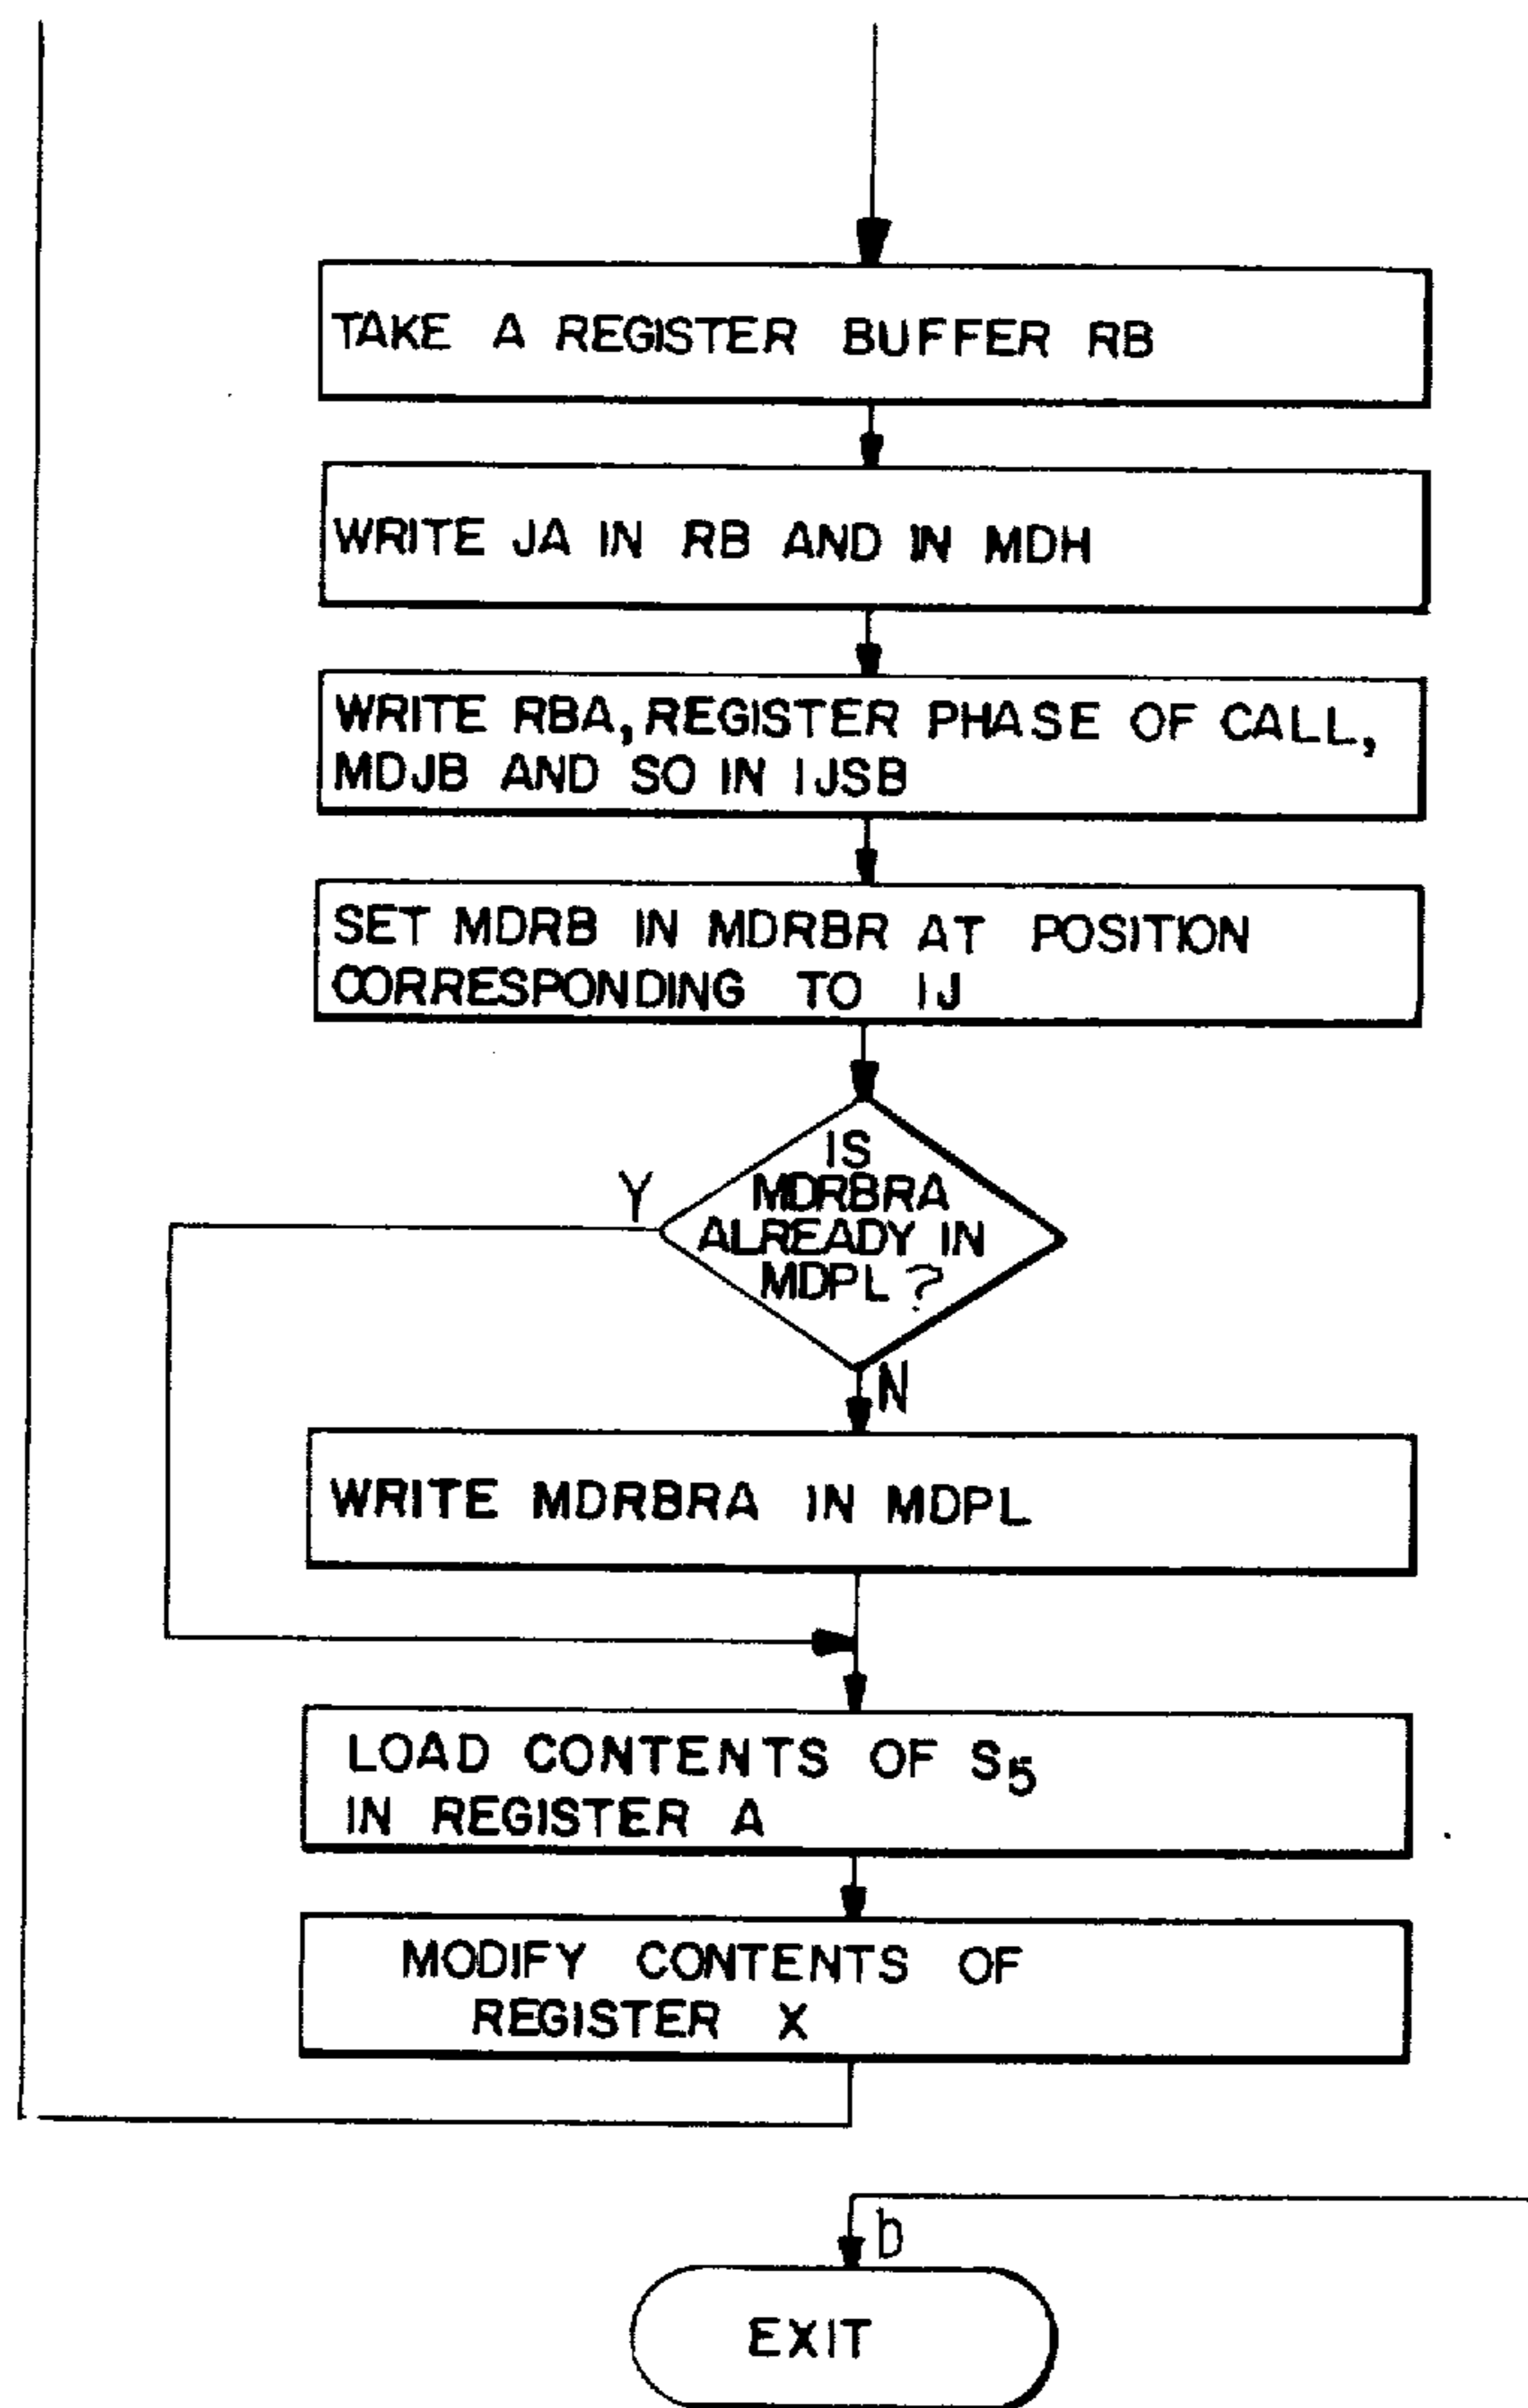 TAKE A REGISTER BUFFER RB
WRITE JA IN RB AND IN MDH
WRITE RBA, REGISTER PHASE OF CALL,
MDJB AND SO IN IJSB
SET MDRB IN MDRBR AT POSITION
CORRESPONDING TO IJ
IS
MDRBRA
ALREADY IN
MDPL ?
Y
N
WRITE MDRBRA IN MDPL
LOAD CONTENTS OF S5
IN REGISTER A
MODIFY CONTENTS OF
REGISTER X
b
EXIT